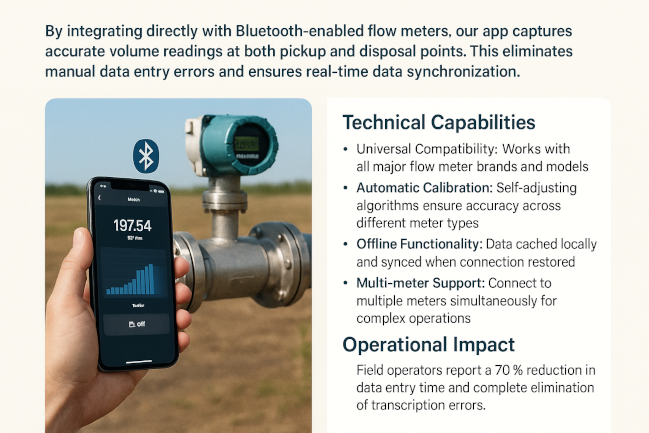 By integrating directly with Bluetooth-enabled flow meters, our app captures
accurate volume readings at both pickup and disposal points. This eliminates
manual data entry errors and ensures real-time data synchronization.
Technical Capabilities
• Universal Compatibility: Works with
all major flow meter brands and models
• Automatic Calibration: Self-adjusting
algorithms ensure accuracy across
different meter types
• Offline Functionality: Data cached locally
and synced when connection restored
• Multi-meter Support: Connect to
multiple meters simultaneously for
complex operations
Operational Impact
Field operators report a 70 % reduction in
data entry time and complete elimination
of transcription errors.
197.54
off